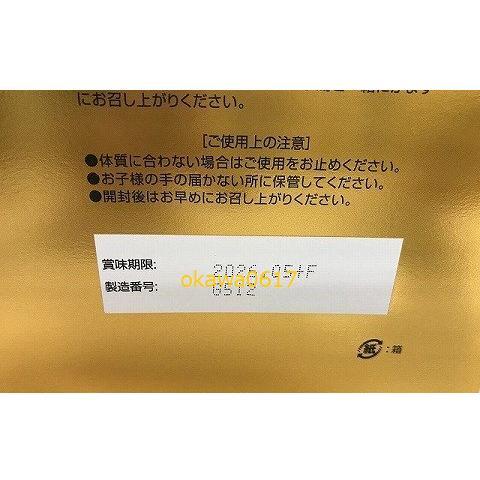 にお召し上がりください。
[ご使用上の注意]
●体質に合わない場合はご使用をお止めください。
●お子様の手の届かない所に保管してください。
●開封後はお早めにお召し上がりください。
賞味期限: 2026.05
okawa0617
製造番号:
紙:箱